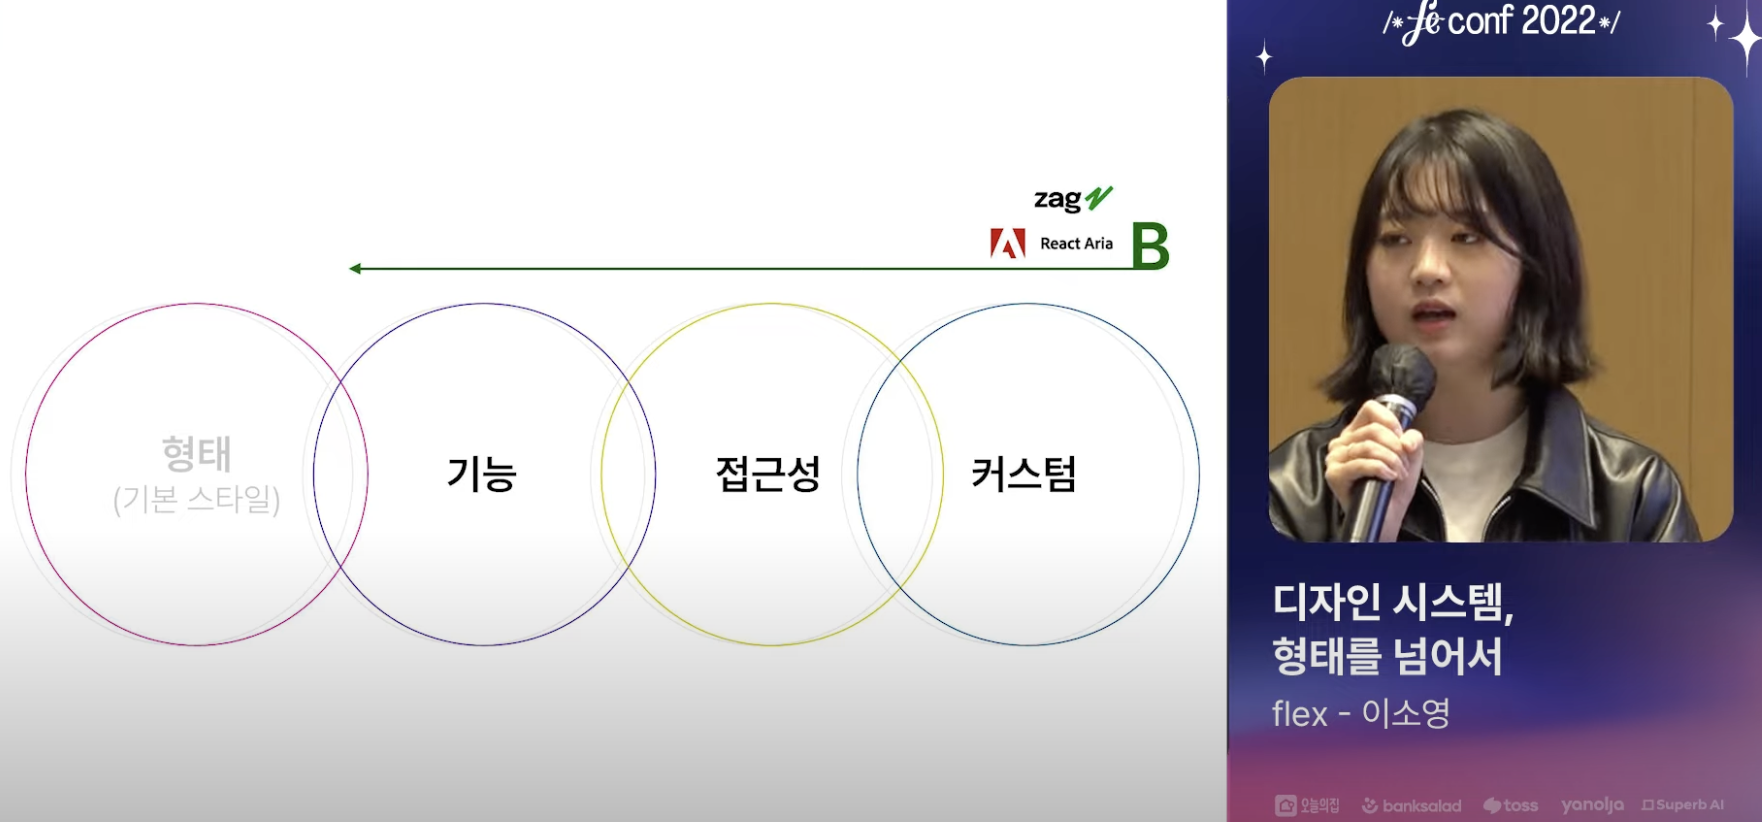 /* fe conf 2022 */
zag
React Aria
B
형태
(기본 스타일)
기능
접근성
커스텀
디자인 시스템,
형태를 넘어서
flex - 이소영
오늘의집 banksalad toss yanolja Superb AI